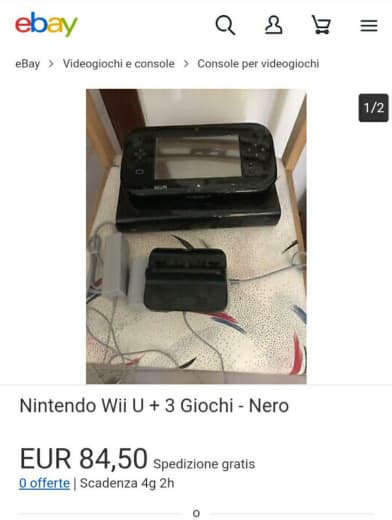 ebay
eBay > Videogiochi e console > Console per videogiochi
1/2
Nintendo Wii U + 3 Giochi - Nero
EUR 84,50 Spedizione gratis
0 offerte | Scadenza 4g 2h
o